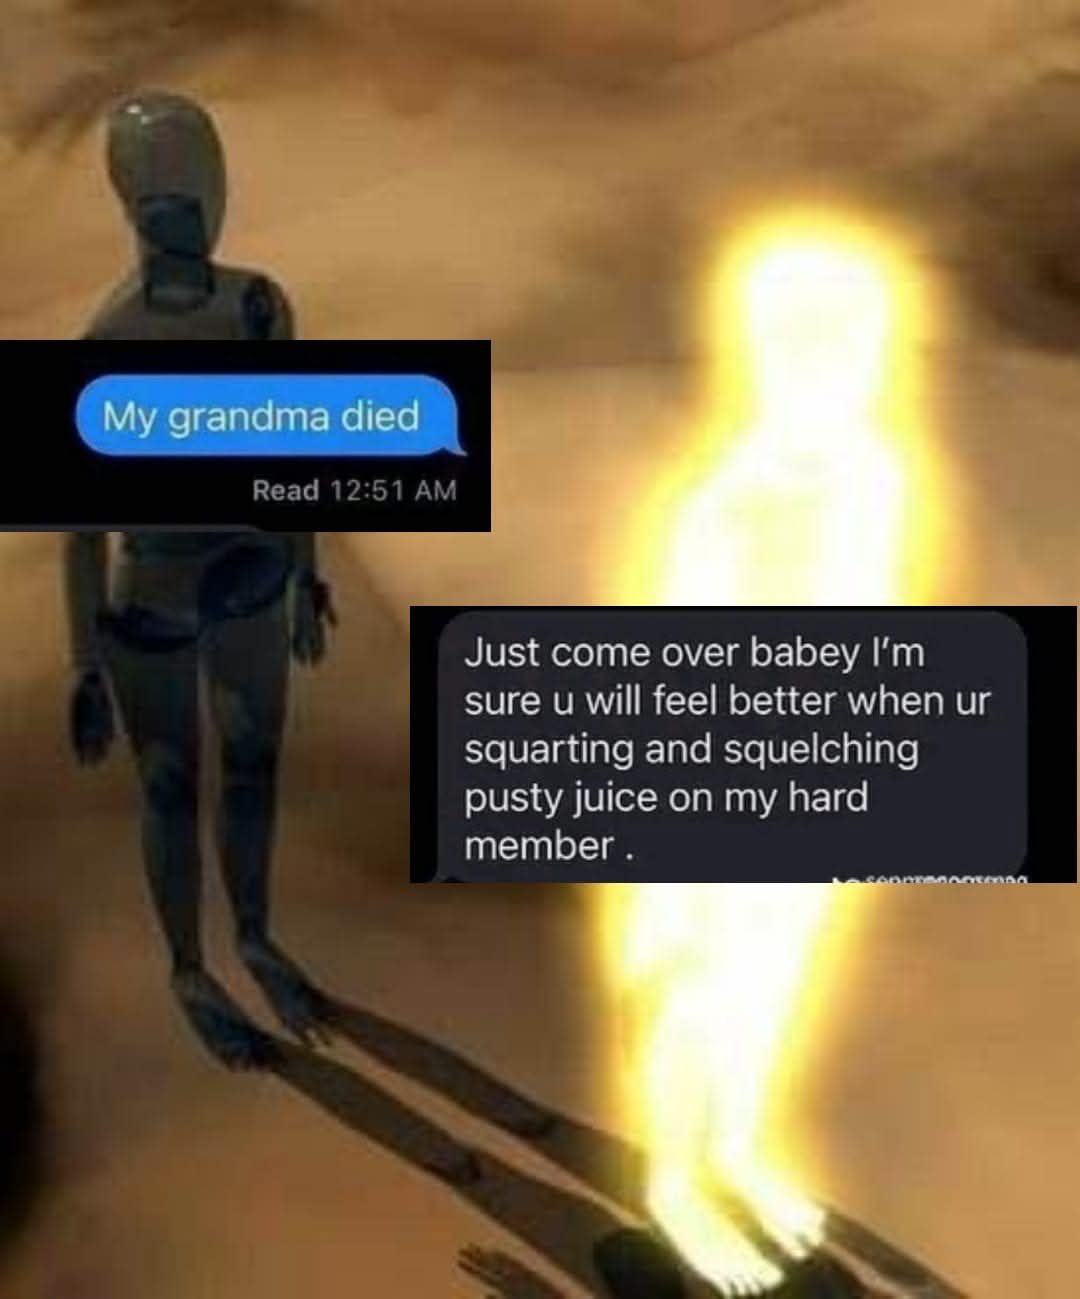 My grandma died
Read 12:51 AM
Just come over babey I'm
sure u will feel better when ur
squarting and squelching
pusty juice on my hard
member .